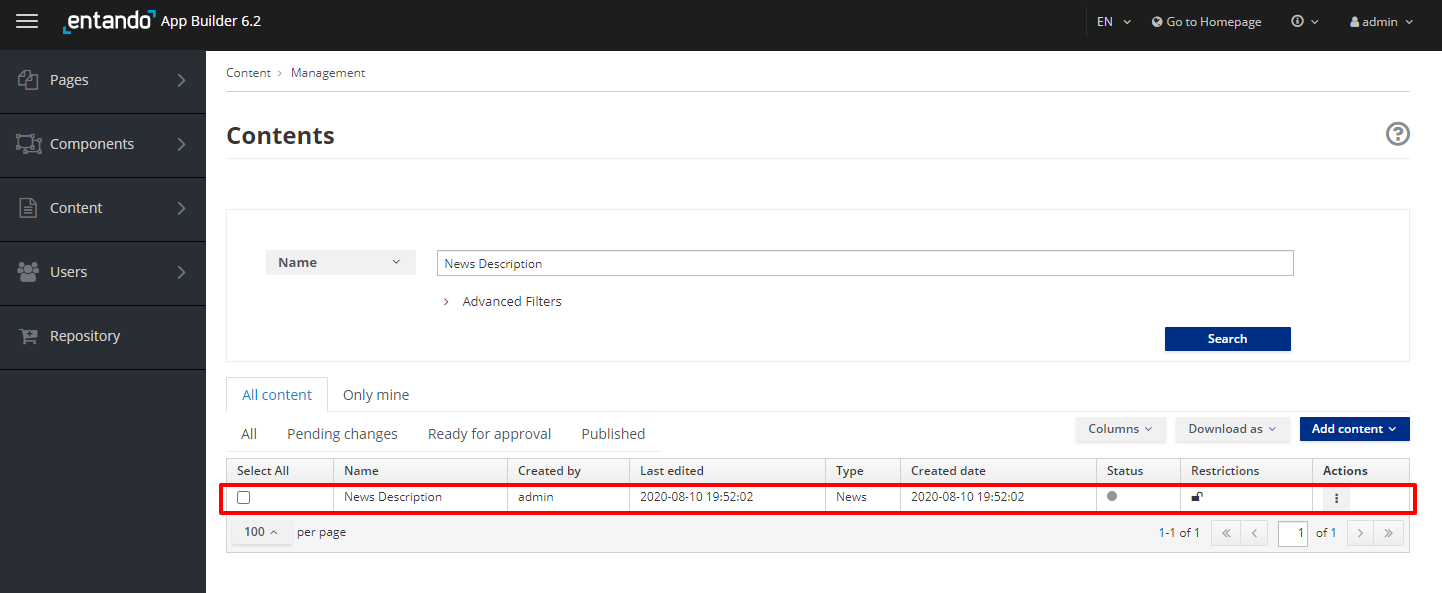 entando App Builder 6.2
EN
Go to Homepage
admin
Pages
Components
Content
Users
Repository
Content > Management
Contents
?
Name
News Description
> Advanced Filters
Search
All content Only mine
All Pending changes Ready for approval Published
Columns Download as Add content
Select All Name Created by Last edited Type Created date Status Restrictions Actions
News Description admin 2020-08-10 19:52:02 News 2020-08-10 19:52:02
100 per page 1-1 of 1 « < 1 of 1 > »